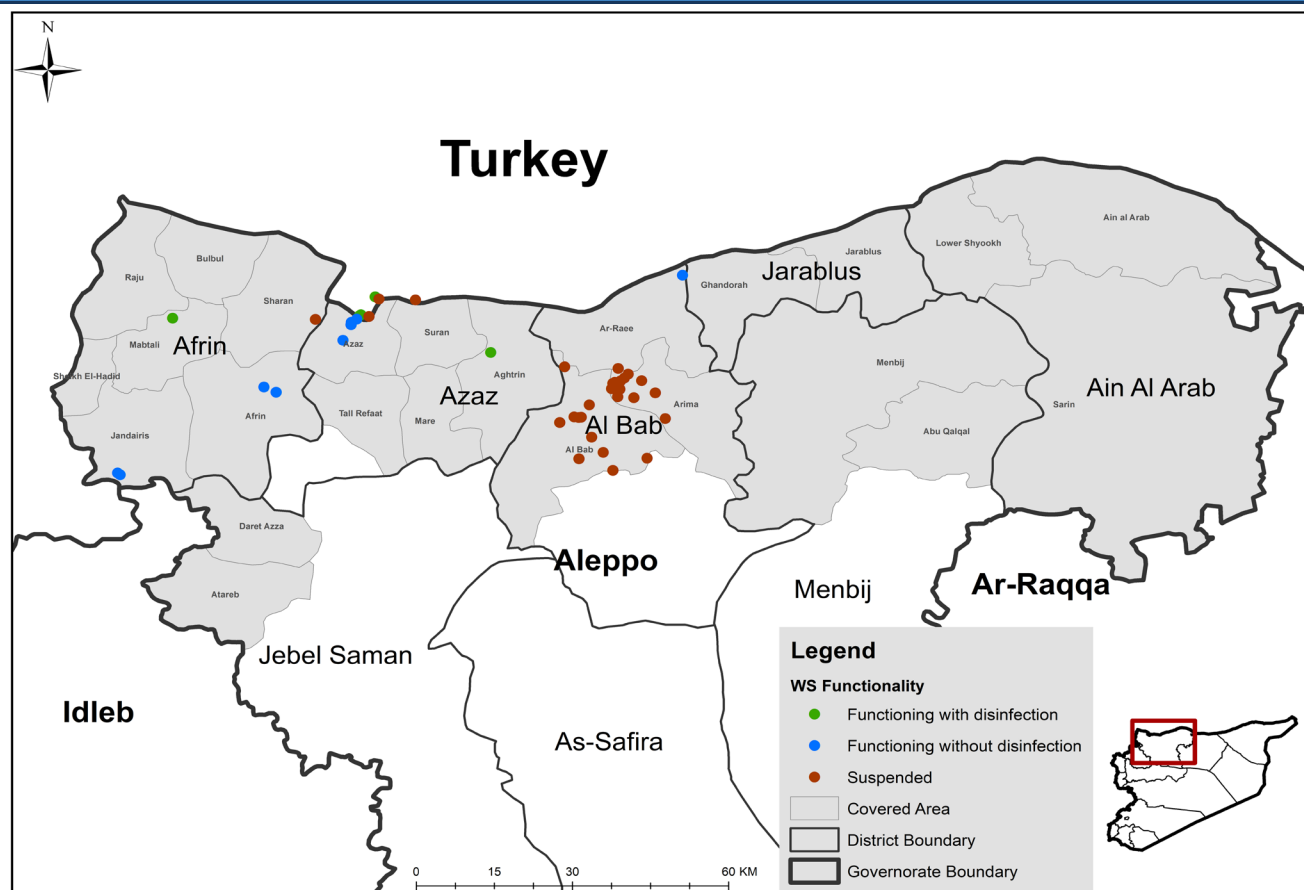 N
Turkey
Ain al Arab
Bulbul
Lower Shyookh
Jarablus
Raju
Jarablus
Ghandorah
Sharan
Ar-Raee
Suran
Mabtali
Afrin
Azaz
Menbij
Sheikh El-Hadid
Aghtrin
Ain Al Arab
Azaz
Arima
Sarin
Afrin
Tall Refaat
Mare
Al Bab
Abu Qalqal
Jandairis
Al Bab
Daret Azza
Aleppo
Ar-Raqqa
Menbij
Atareb
Jebel Saman
Idleb
As-Safira
Legend
WS Functionality
Functioning with disinfection
Functioning without disinfection
Suspended
Covered Area
District Boundary
Governorate Boundary
0 15 30 60 KM